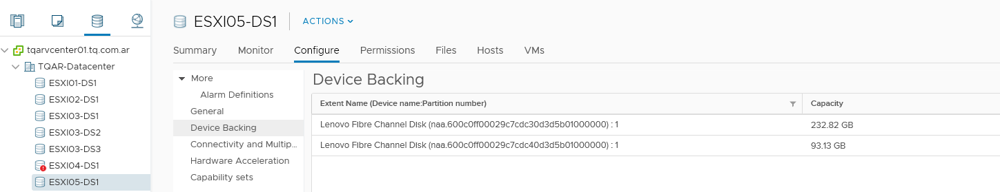 tqarvcenter01.tq.com.ar
TQAR-Datacenter
ESXI01-DS1
ESXI02-DS1
ESXI03-DS1
ESXI03-DS2
ESXI03-DS3
ESXI04-DS1
ESXI05-DS1
ESXI05-DS1
ACTIONS
Summary Monitor Configure Permissions Files Hosts VMs
More
Alarm Definitions
General
Device Backing
Connectivity and Multip...
Hardware Acceleration
Capability sets
Device Backing
Extent Name (Device name:Partition number) Capacity
Lenovo Fibre Channel Disk (naa.600c0ff00029c7cdc30d3d5b01000000) : 1 232.82 GB
Lenovo Fibre Channel Disk (naa.600c0ff00029c7cdc40d3d5b01000000) : 1 93.13 GB